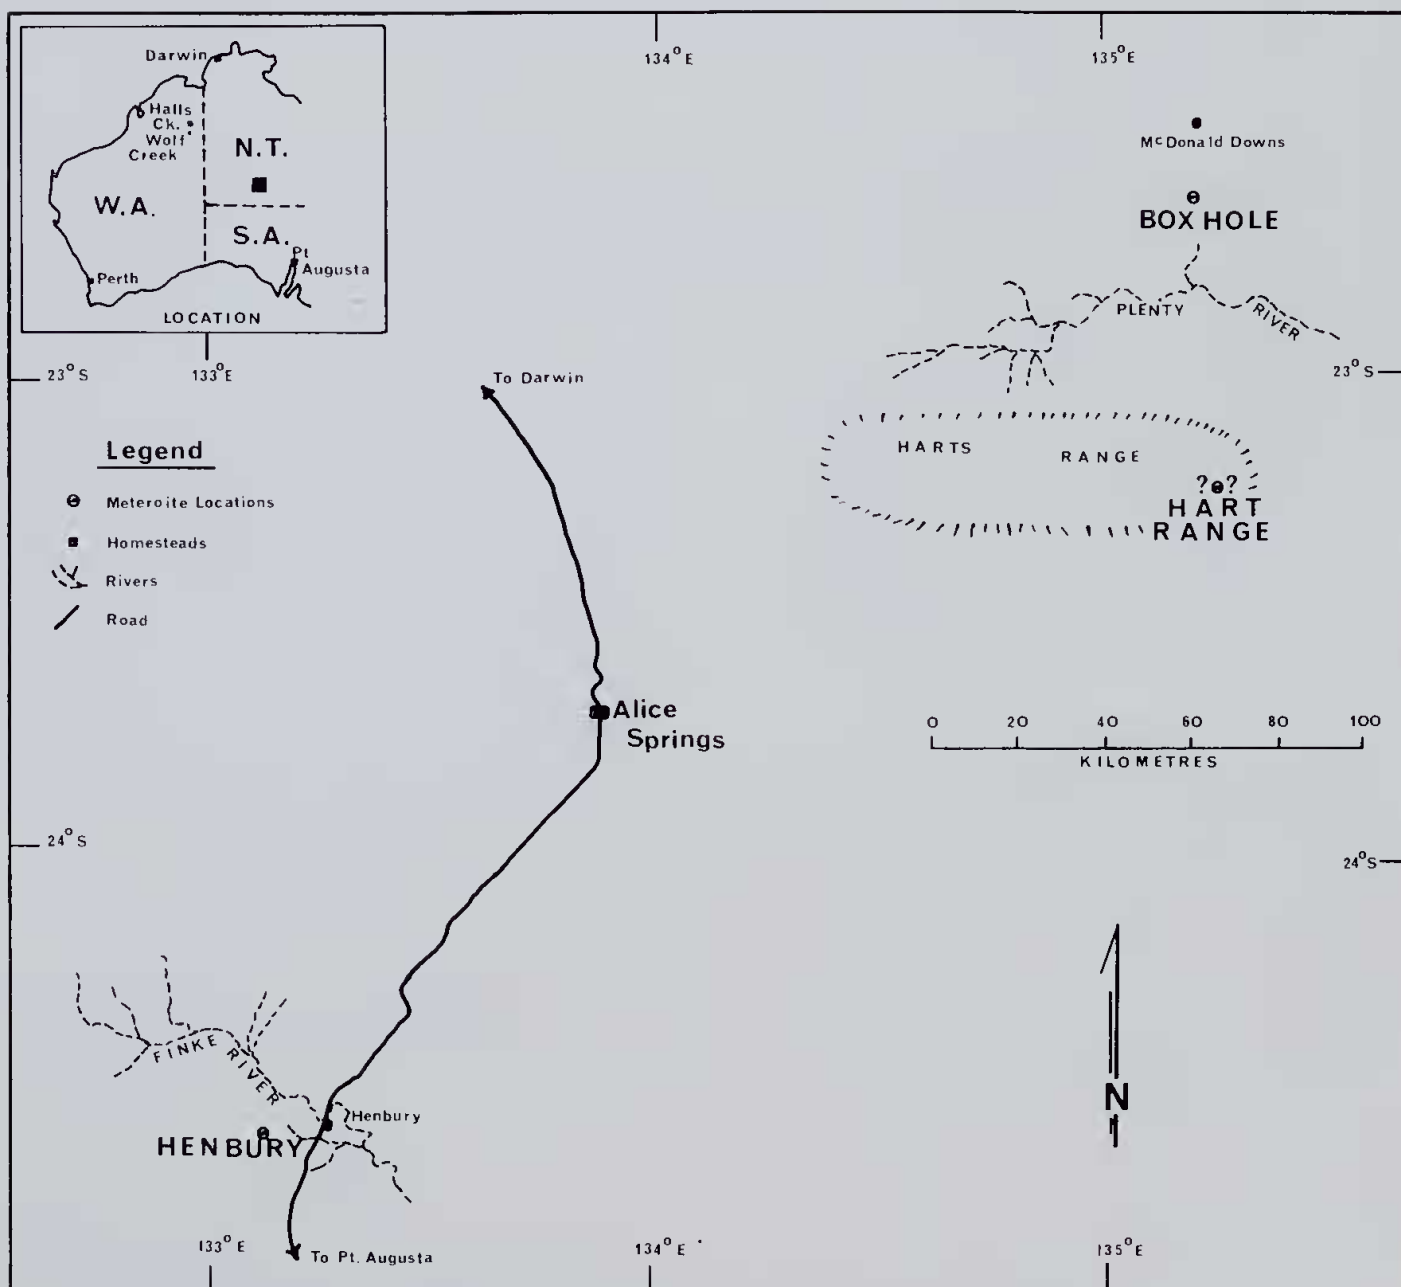 134°E
135°E
Darwin
Halls
Ck.
Wolf
Creek
N.T.
W.A.
S.A.
Pt
Augusta
Perth
LOCATION
McDonald Downs
BOX HOLE
PLENTY RIVER
23°S
133°E
To Darwin
23°S
HARTS RANGE
? ?
HART
RANGE
Legend
Meteroite Locations
Homesteads
Rivers
Road
Alice
Springs
0 20 40 60 80 100
KILOMETRES
24°S
24°S
FINKE RIVER
N
Henbury
HENBURY
133°E
To Pt. Augusta
134°E
135°E